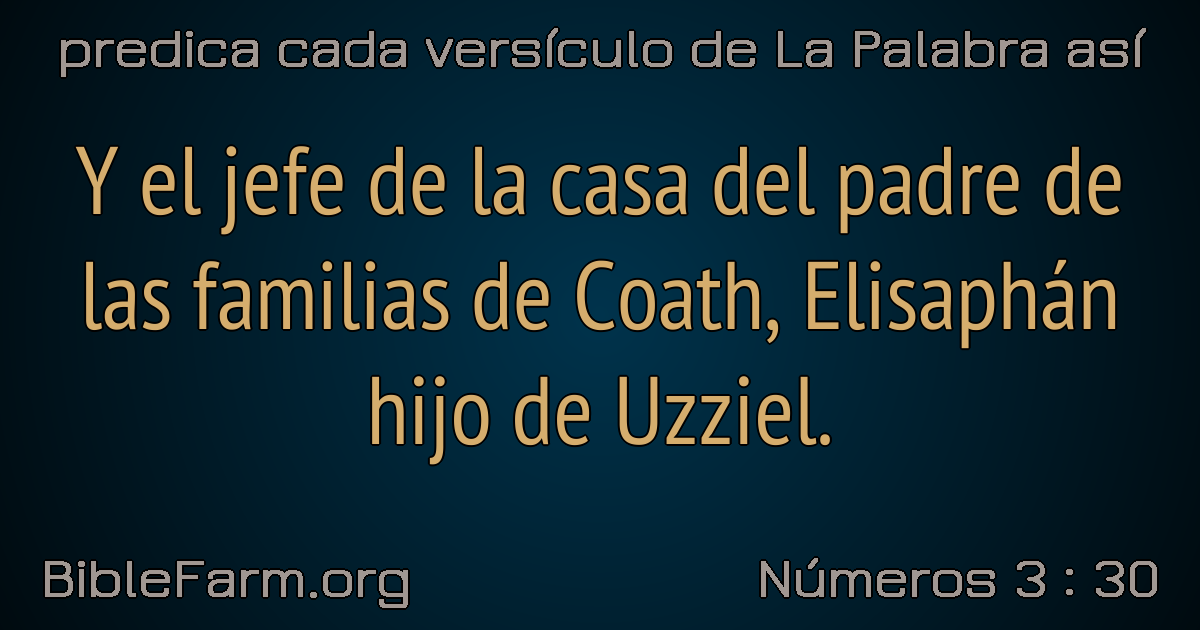 predica cada versículo de La Palabra así
Y el jefe de la casa del padre de
las familias de Coath, Elisaphán
hijo de Uzziel.
BibleFarm.org
Números 3 : 30